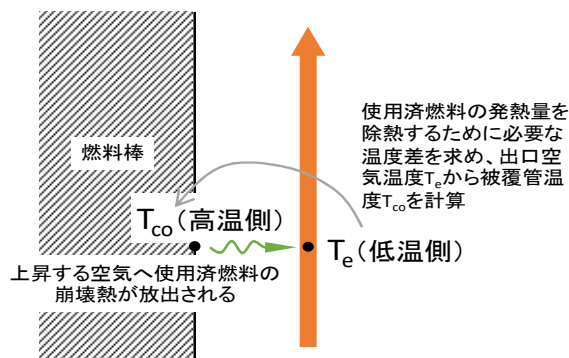 使用済燃料の発熱量を
除熱するために必要な
温度差を求め、出口空
気温度Teから被覆管温
度Tcoを計算
燃料棒
Tco(高温側)
Te(低温側)
上昇する空気へ使用済燃料の
崩壊熱が放出される